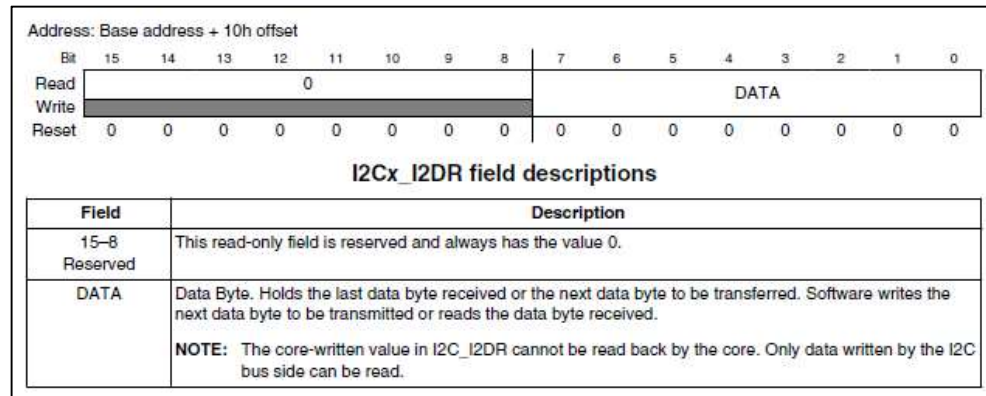 Address: Base address + 10h offset
Bit 15 14 13 12 11 10 9 8 7 6 5 4 3 2 1 0
Read 0 DATA
Write
Reset 0 0 0 0 0 0 0 0 0 0 0 0 0 0 0 0
I2Cx_I2DR field descriptions
Field Description
15–8 This read-only field is reserved and always has the value 0.
Reserved
DATA Data Byte. Holds the last data byte received or the next data byte to be transferred. Software writes the
next data byte to be transmitted or reads the data byte received.
NOTE: The core-written value in I2C_I2DR cannot be read back by the core. Only data written by the I2C
bus side can be read.